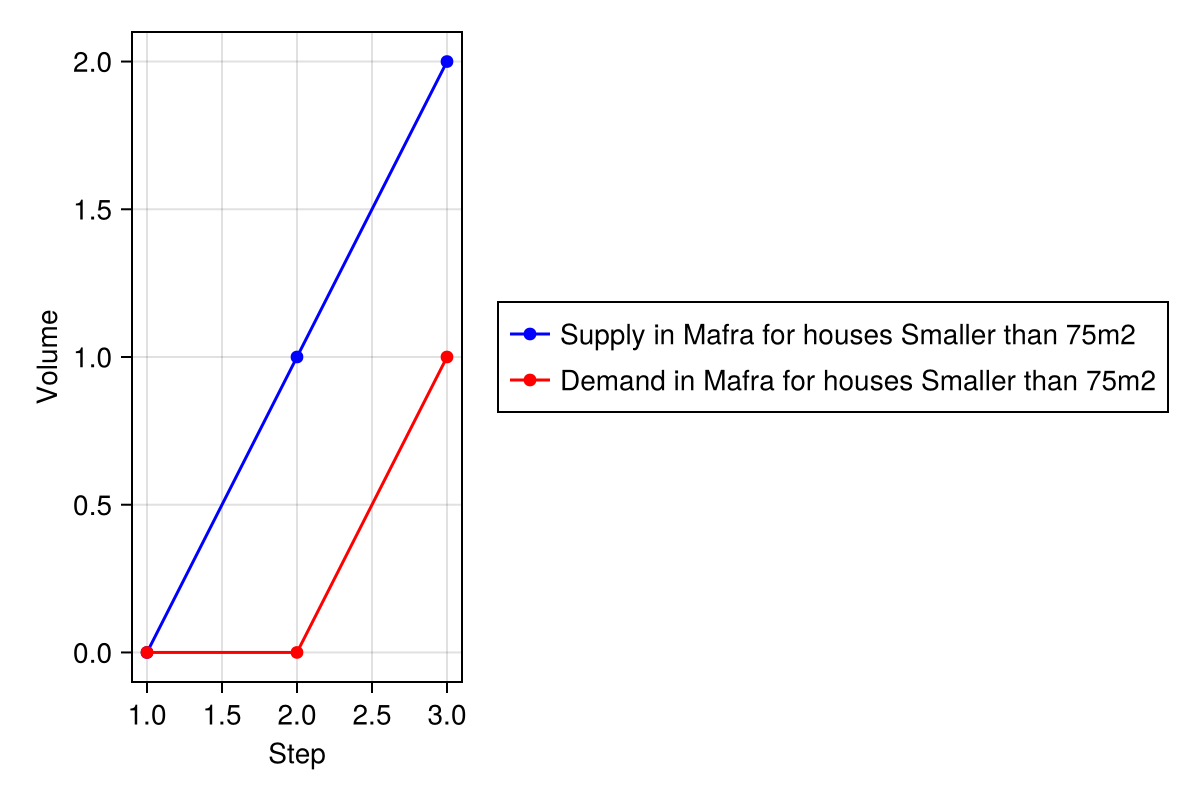 2.0
1.5
1.0
0.5
0.0
Volume
1.0 1.5 2.0 2.5 3.0
Step
Supply in Mafra for houses Smaller than 75m2
Demand in Mafra for houses Smaller than 75m2